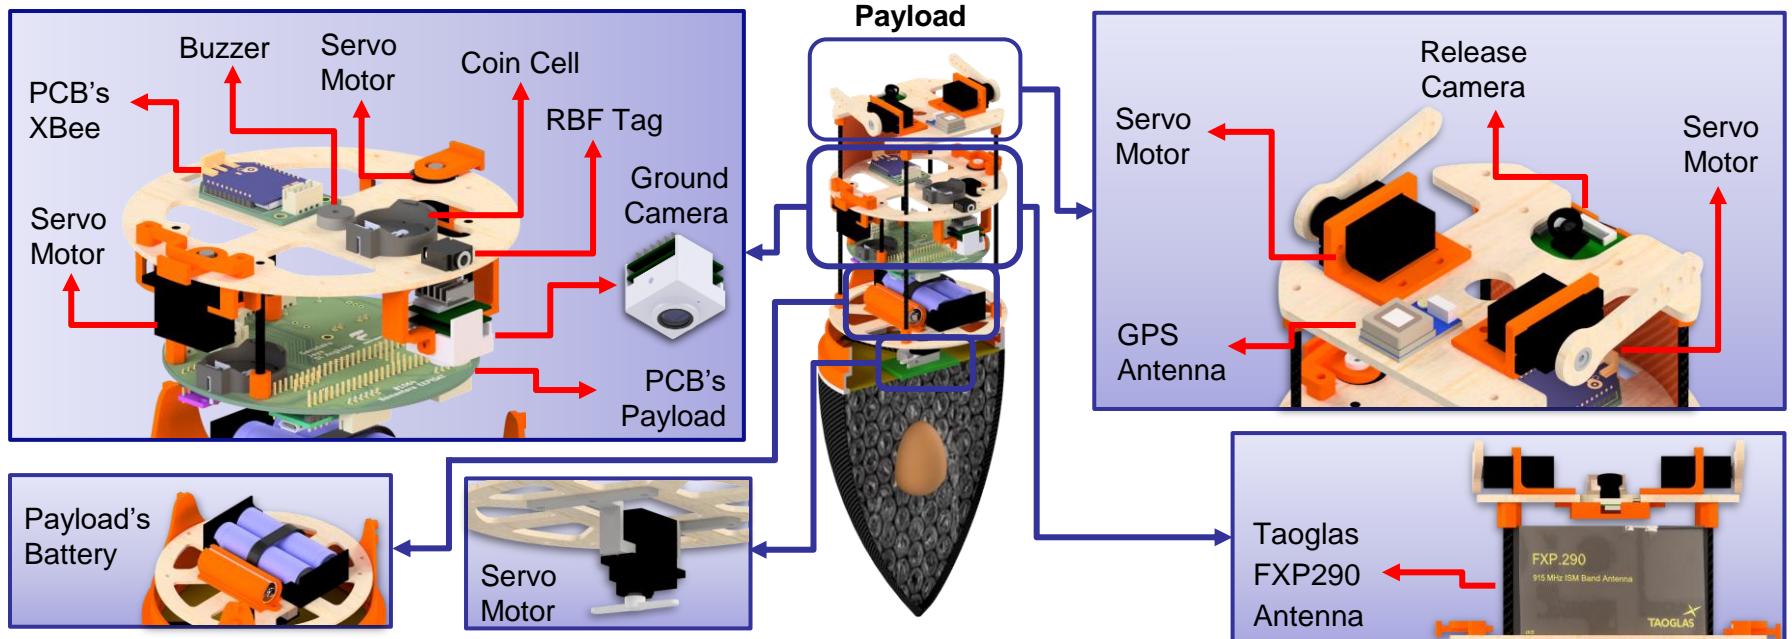 Payload
Buzzer
Servo
Motor
Coin Cell
PCB's
XBee
RBF Tag
Ground
Camera
Servo
Motor
PCB's
Payload
Release
Camera
Servo
Motor
Servo
Motor
GPS
Antenna
Payload's
Battery
Servo
Motor
Taoglas
FXP290
Antenna
FXP.290
915 MHz ISM Band Antenna
TAOGLAS